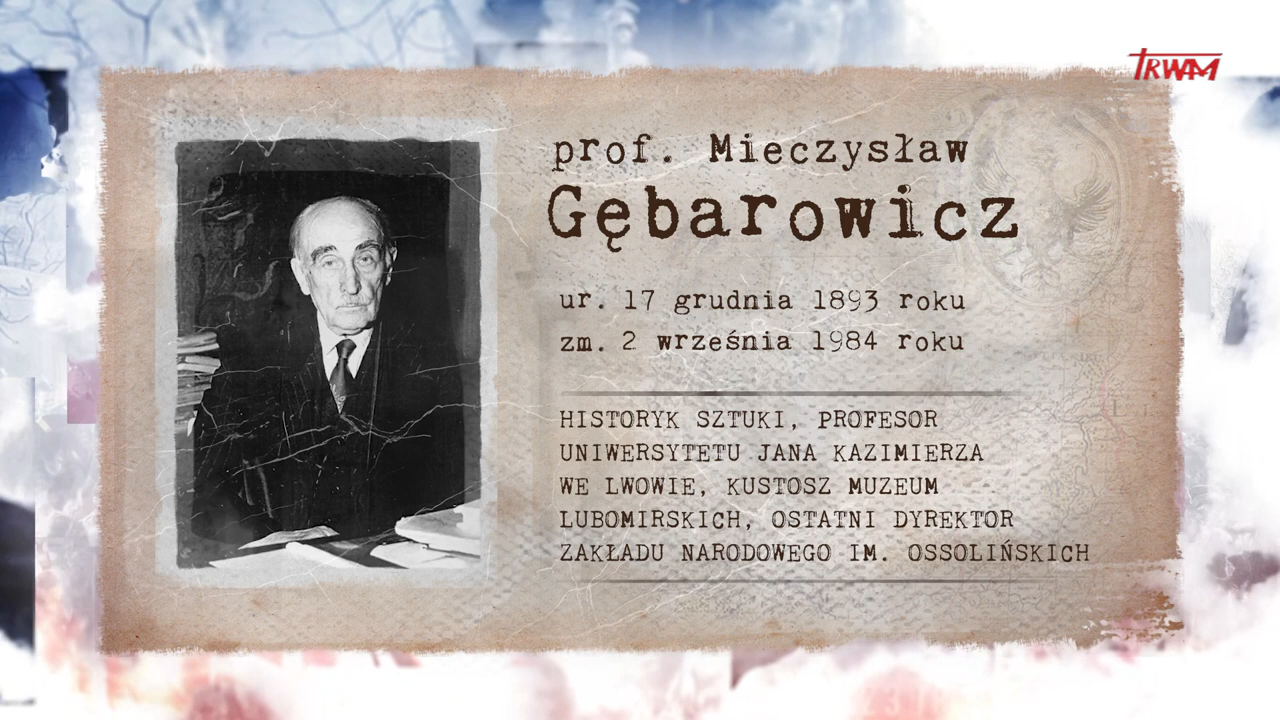 TRWAM
prof. Mieczysław
Gębarowicz
ur. 17 grudnia 1893 roku
zm. 2 września 1984 roku
HISTORYK SZTUKI, PROFESOR
UNIWERSYTETU JANA KAZIMIERZA
WE LWOWIE, KUSTOSZ MUZEUM
LUBOMIRSKICH, OSTATNI DYREKTOR
ZAKŁADU NARODOWEGO IM. OSSOLIŃSKICH